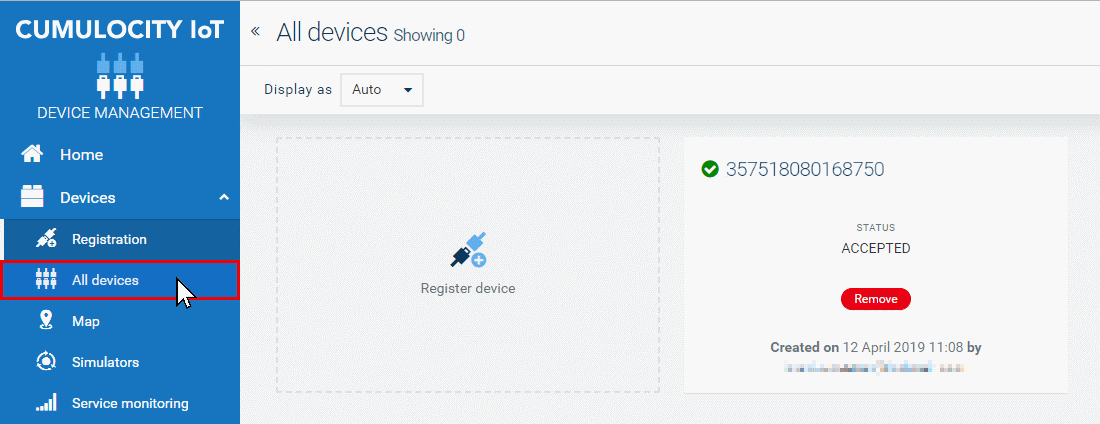 CUMULOCITY IoT
DEVICE MANAGEMENT
Home
Devices
Registration
All devices
Map
Simulators
Service monitoring
« All devices Showing 0
Display as Auto
Register device
357518080168750
STATUS
ACCEPTED
Remove
Created on 12 April 2019 11:08 by